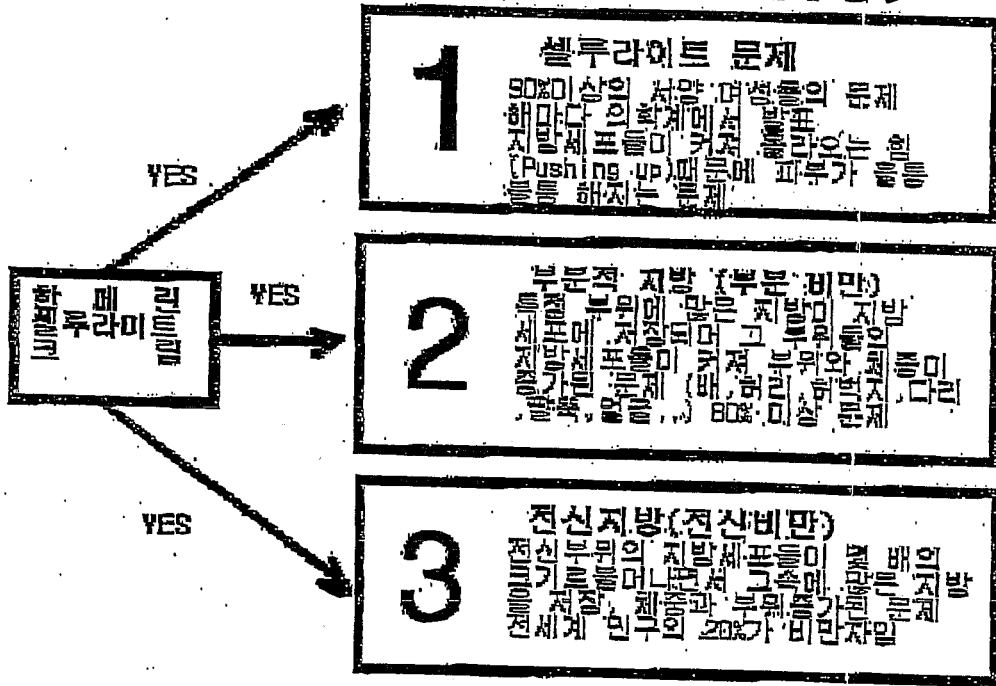 셀루라이트 문제
90%이상의 서양 여성들의 문제
해마다 의학계에서 발표
지방세포들이 커져 올라오는 힘
(Pushing up)때문에 피부가 울퉁
불퉁 해지는 문제
YES
YES
YES
1
2
3
부분적 지방 (부분 비만)
특정 부위에 많은 지방이 지방
세포에 저장되며 그 부위 들의
지방세포들이 커져 부위와 체중이
증가된 문제 (배,허리,허벅지,다리
80% 이상 문제
전신지방(전신비만)
전신 부위의 지방세포들이 몇 배의
크기로 늘어나면서 그속에 많은 지방
을 저장, 체중과 부위 증가된 문제
전세계 인구의 20%가 비만자임